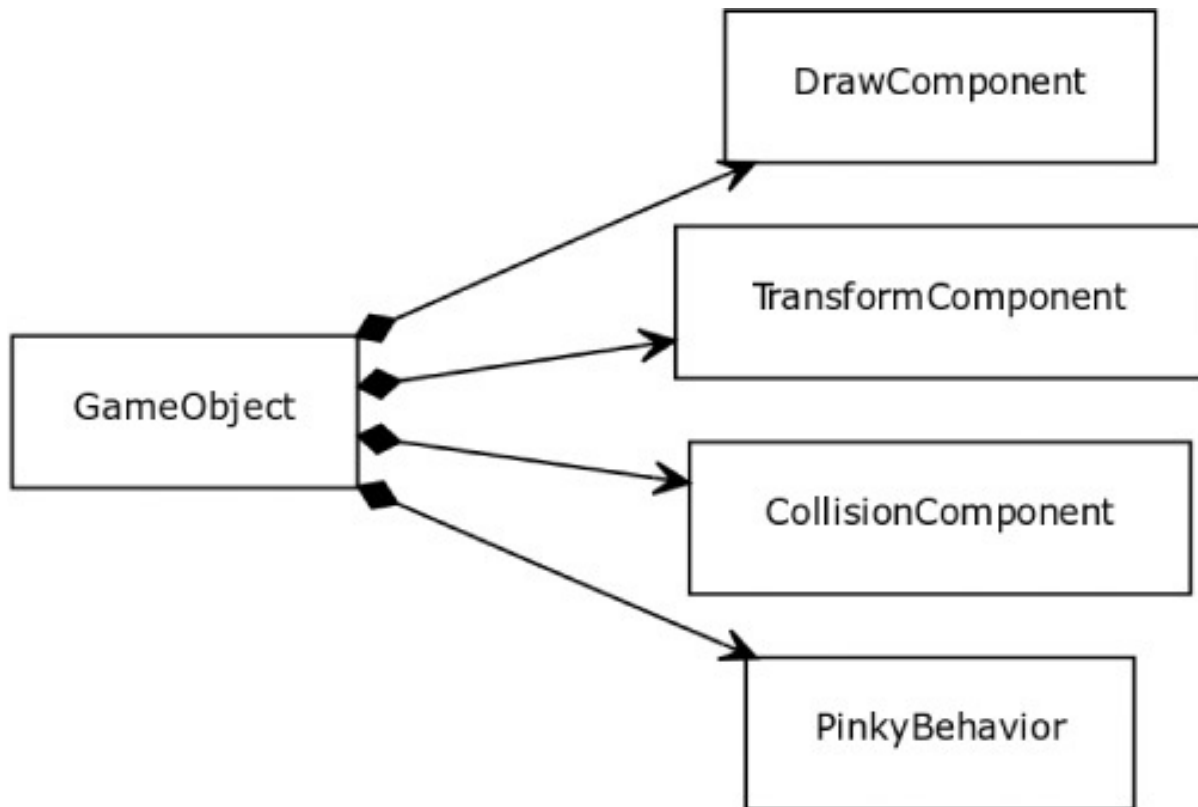 DrawComponent
TransformComponent
GameObject
CollisionComponent
PinkyBehavior